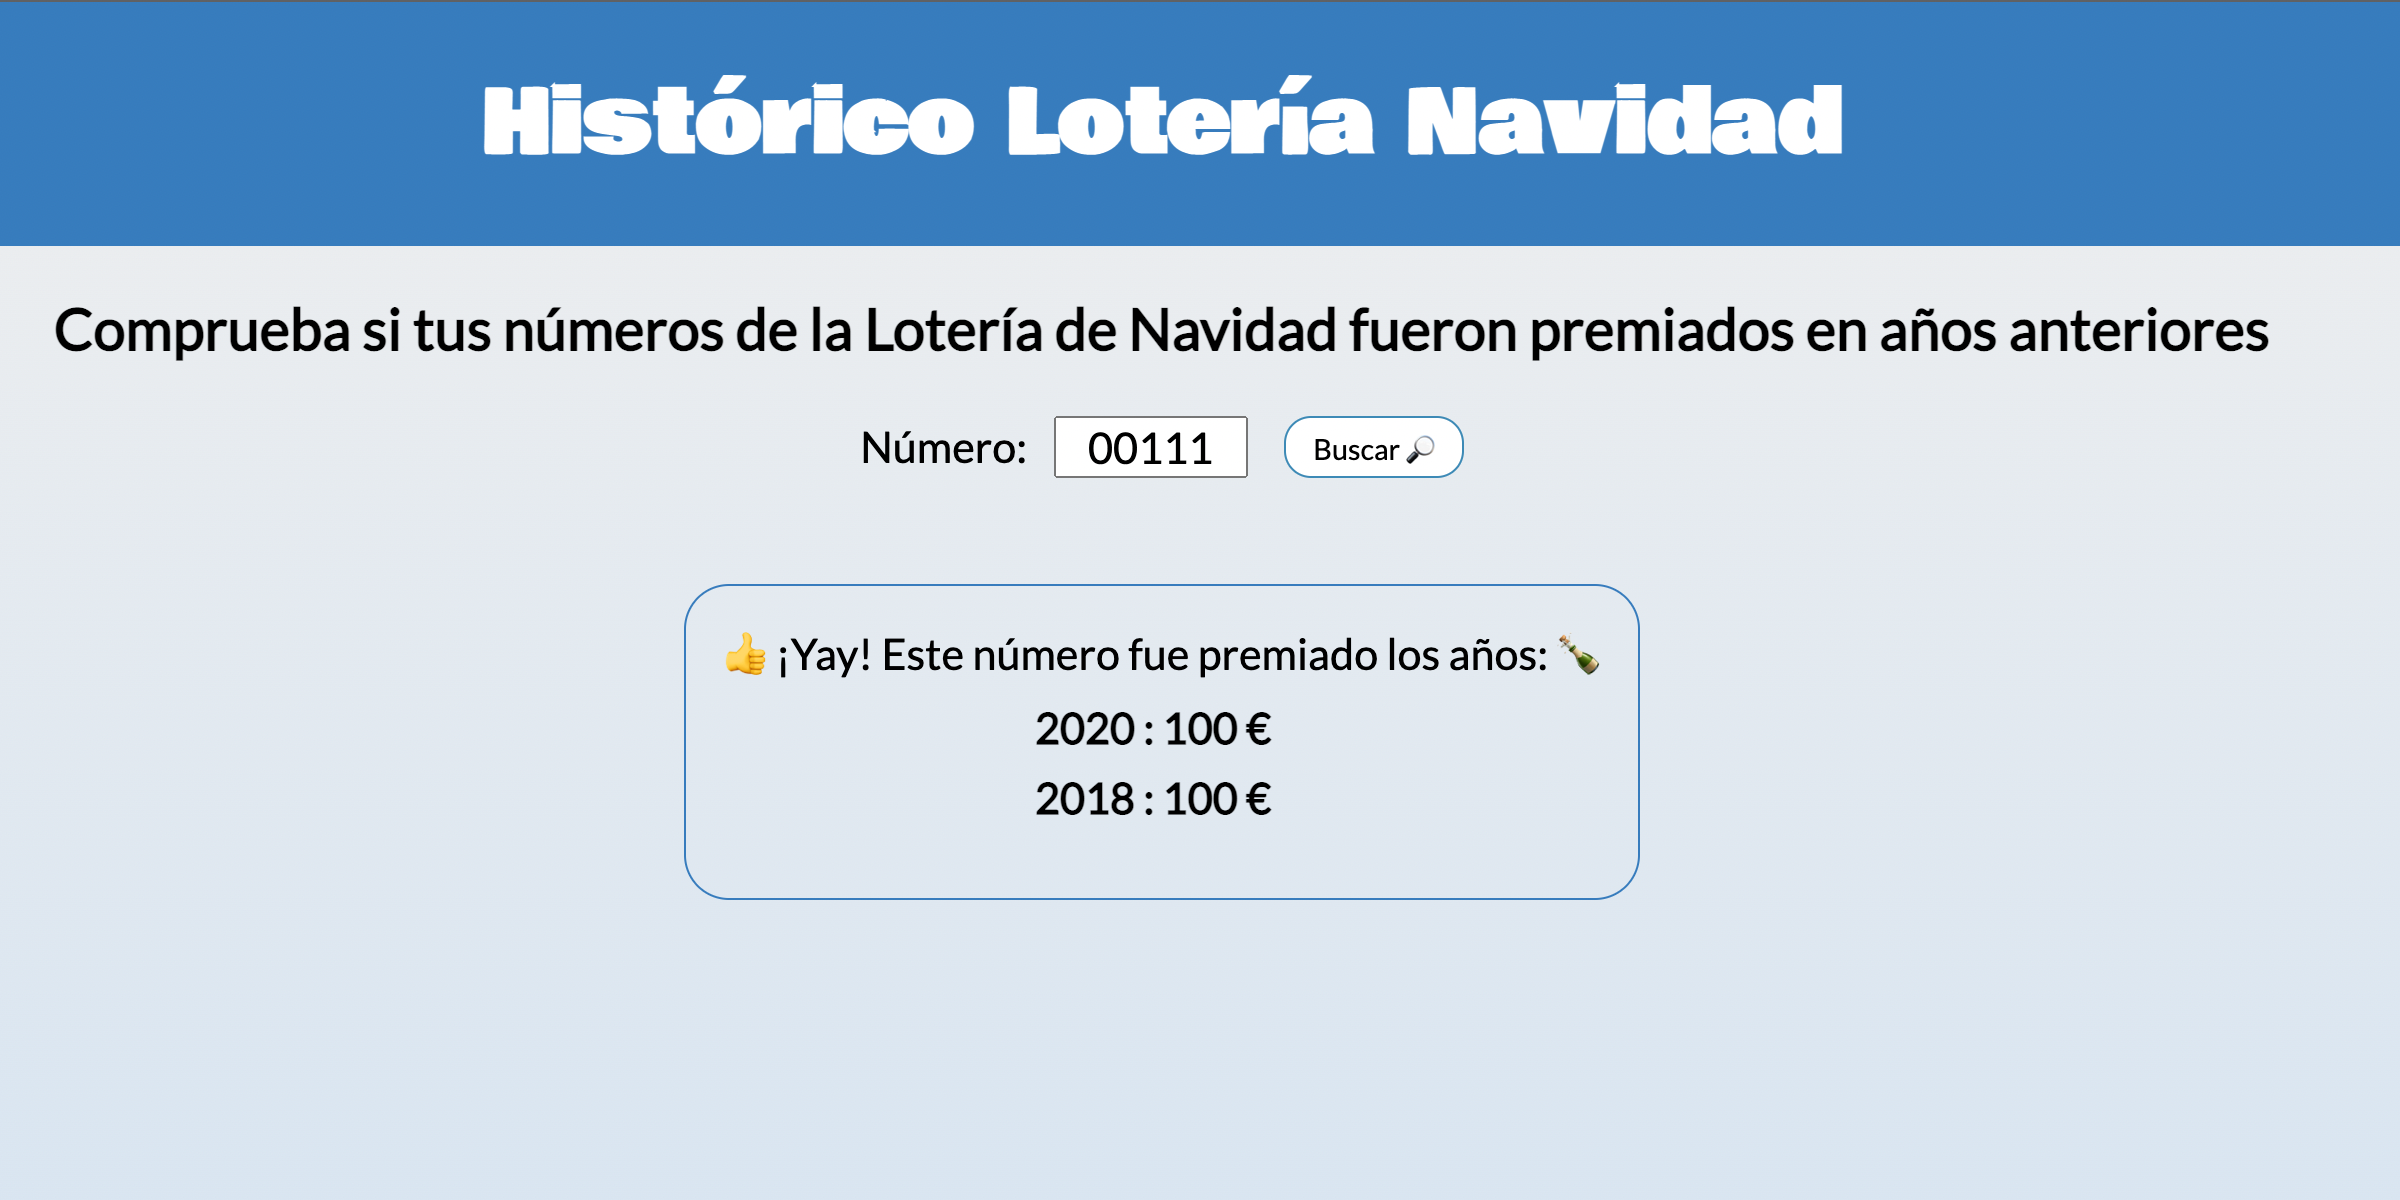 Histórico Lotería Navidad
Comprueba si tus números de la Lotería de Navidad fueron premiados en años anteriores
Número: 00111 Buscar 🔎
👍 ¡Yay! Este número fue premiado los años: 🍾
2020 : 100 €
2018 : 100 €